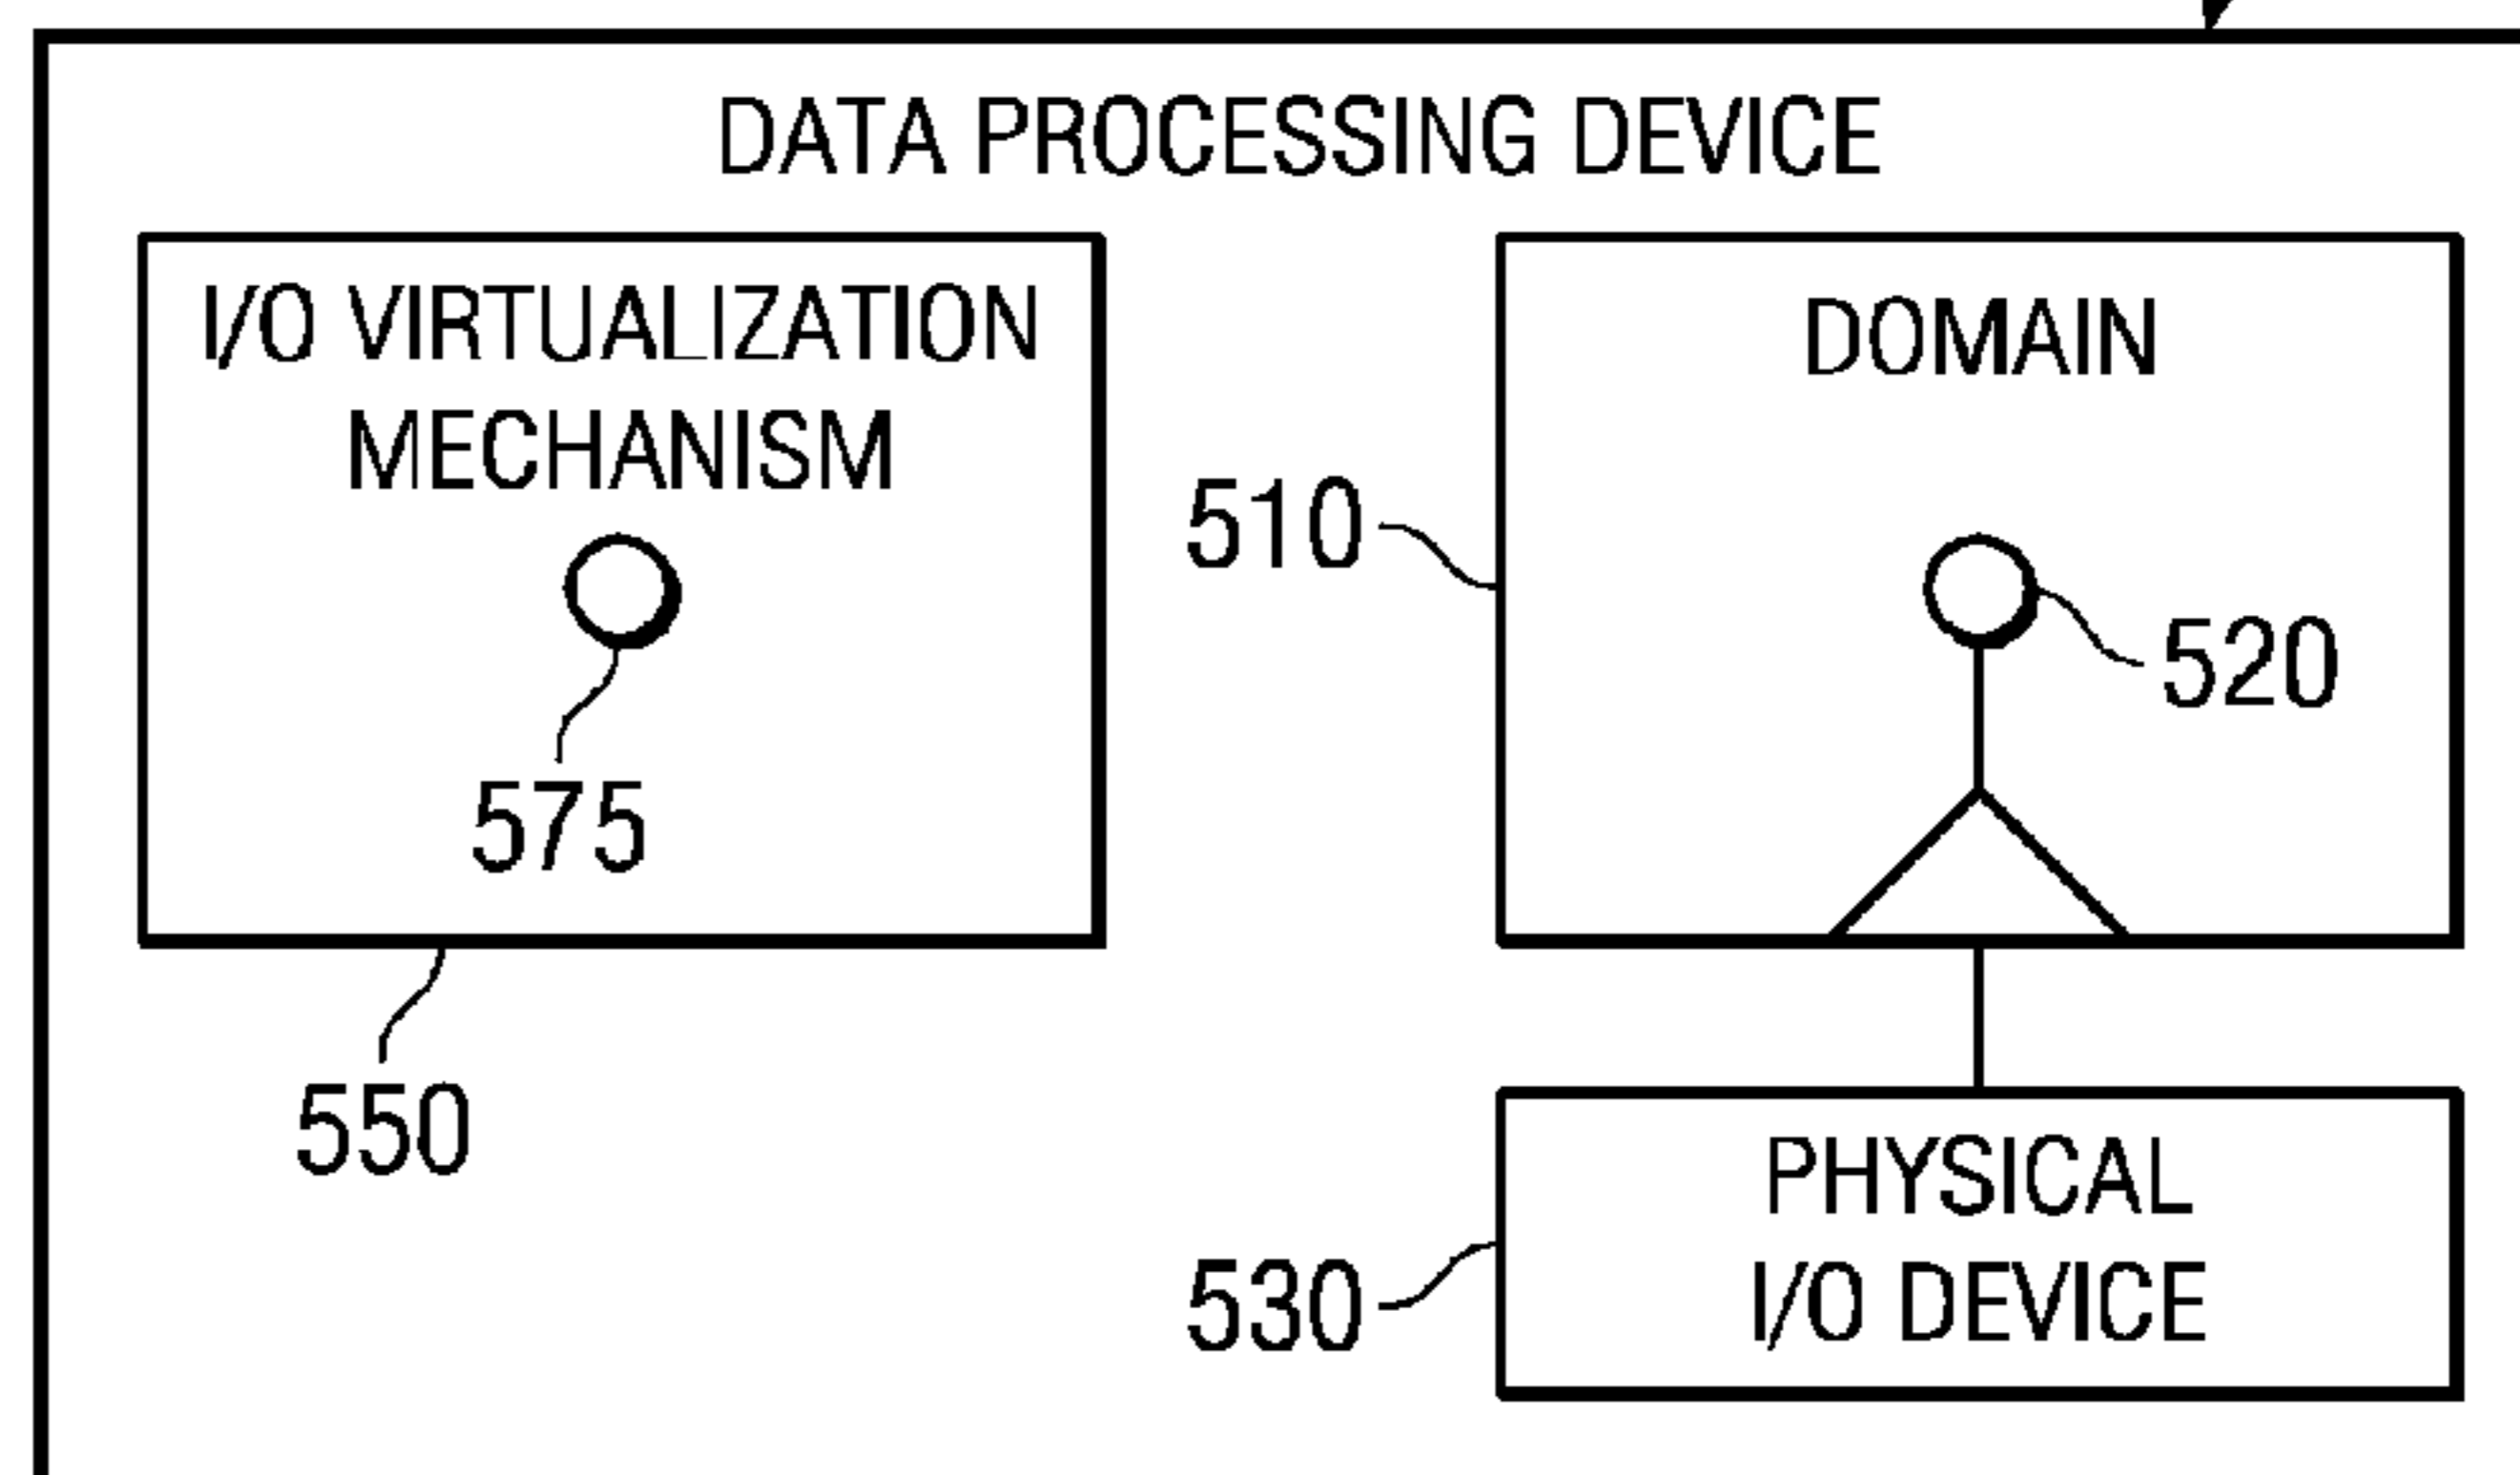 DATA PROCESSING DEVICE
I/O VIRTUALIZATION
MECHANISM
575
550
DOMAIN
510
520
PHYSICAL
I/O DEVICE
530